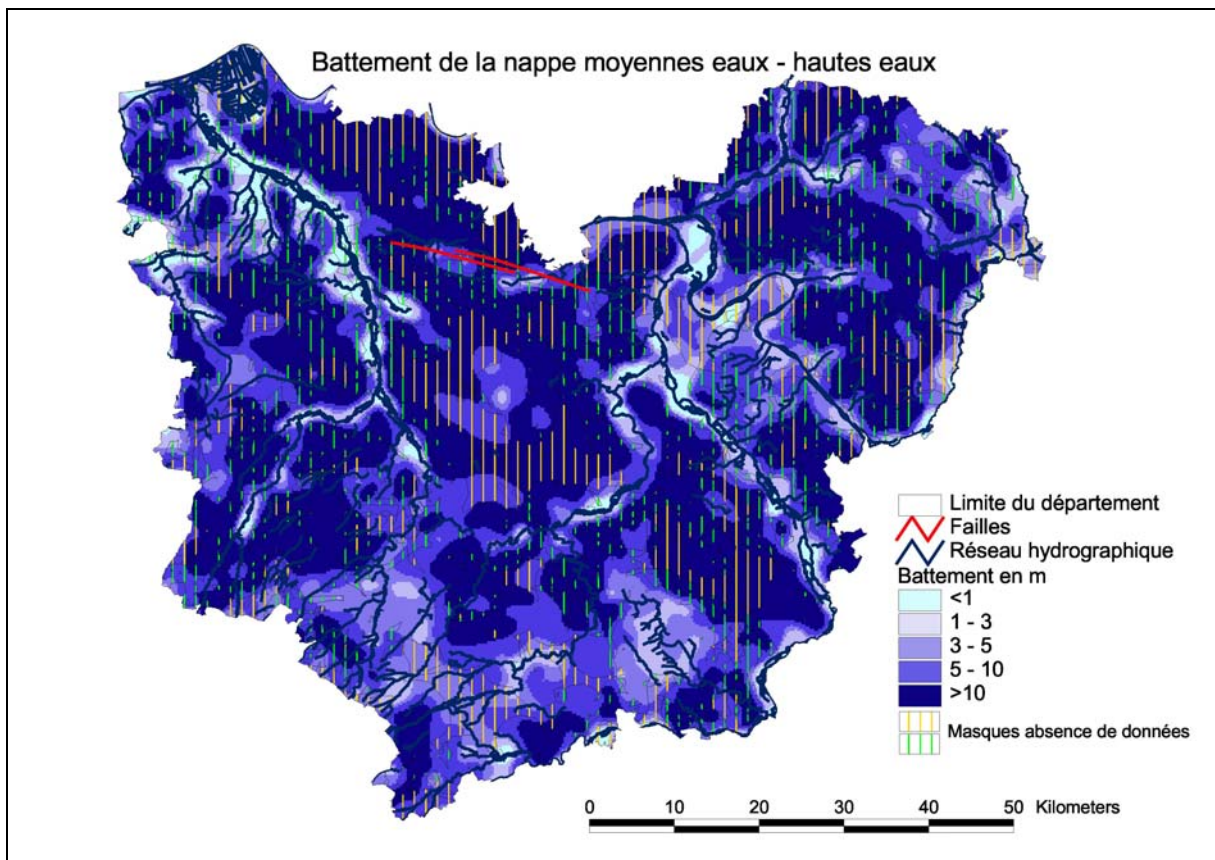 Battement de la nappe moyennes eaux - hautes eaux
Limite du département
Failles
Réseau hydrographique
Battement en m
<1
1 - 3
3 - 5
5 - 10
>10
Masques absence de données
0 10 20 30 40 50 Kilometers